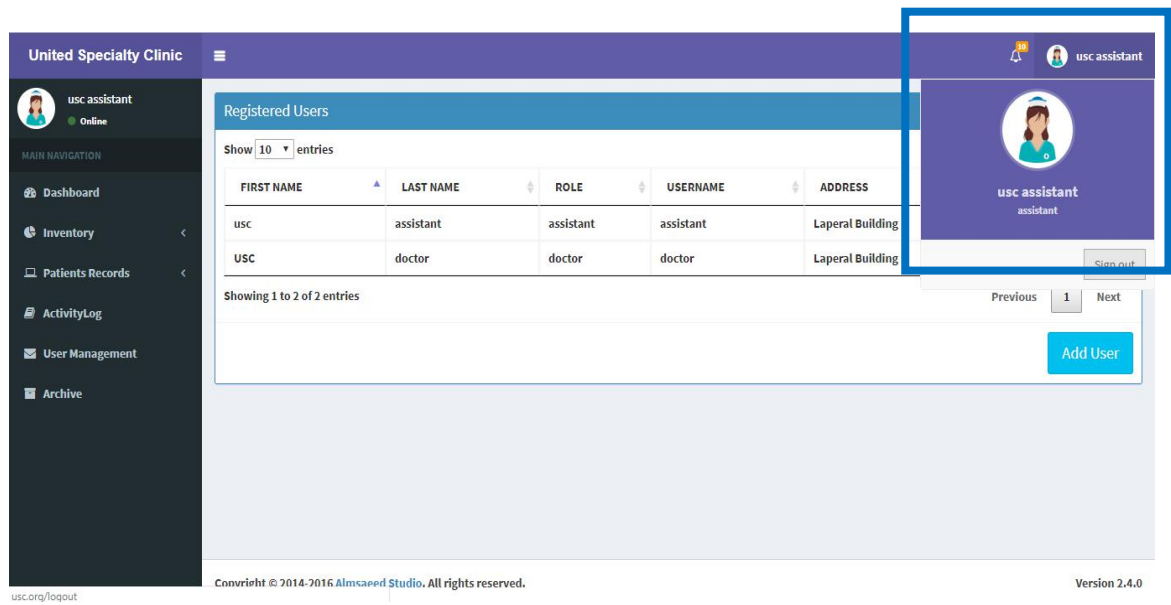 United Specialty Clinic
10
usc assistant
usc assistant
Online
MAIN NAVIGATION
Dashboard
Inventory
Patients Records
ActivityLog
User Management
Archive
Registered Users
Show 10 entries
FIRST NAME LAST NAME ROLE USERNAME ADDRESS
usc assistant assistant assistant Laperal Building
USC doctor doctor doctor Laperal Building
Showing 1 to 2 of 2 entries
Previous 1 Next
Add User
usc assistant
assistant
Sign out
Copyright © 2014-2016 Almsaeed Studio. All rights reserved.
Version 2.4.0
usc.org/logout